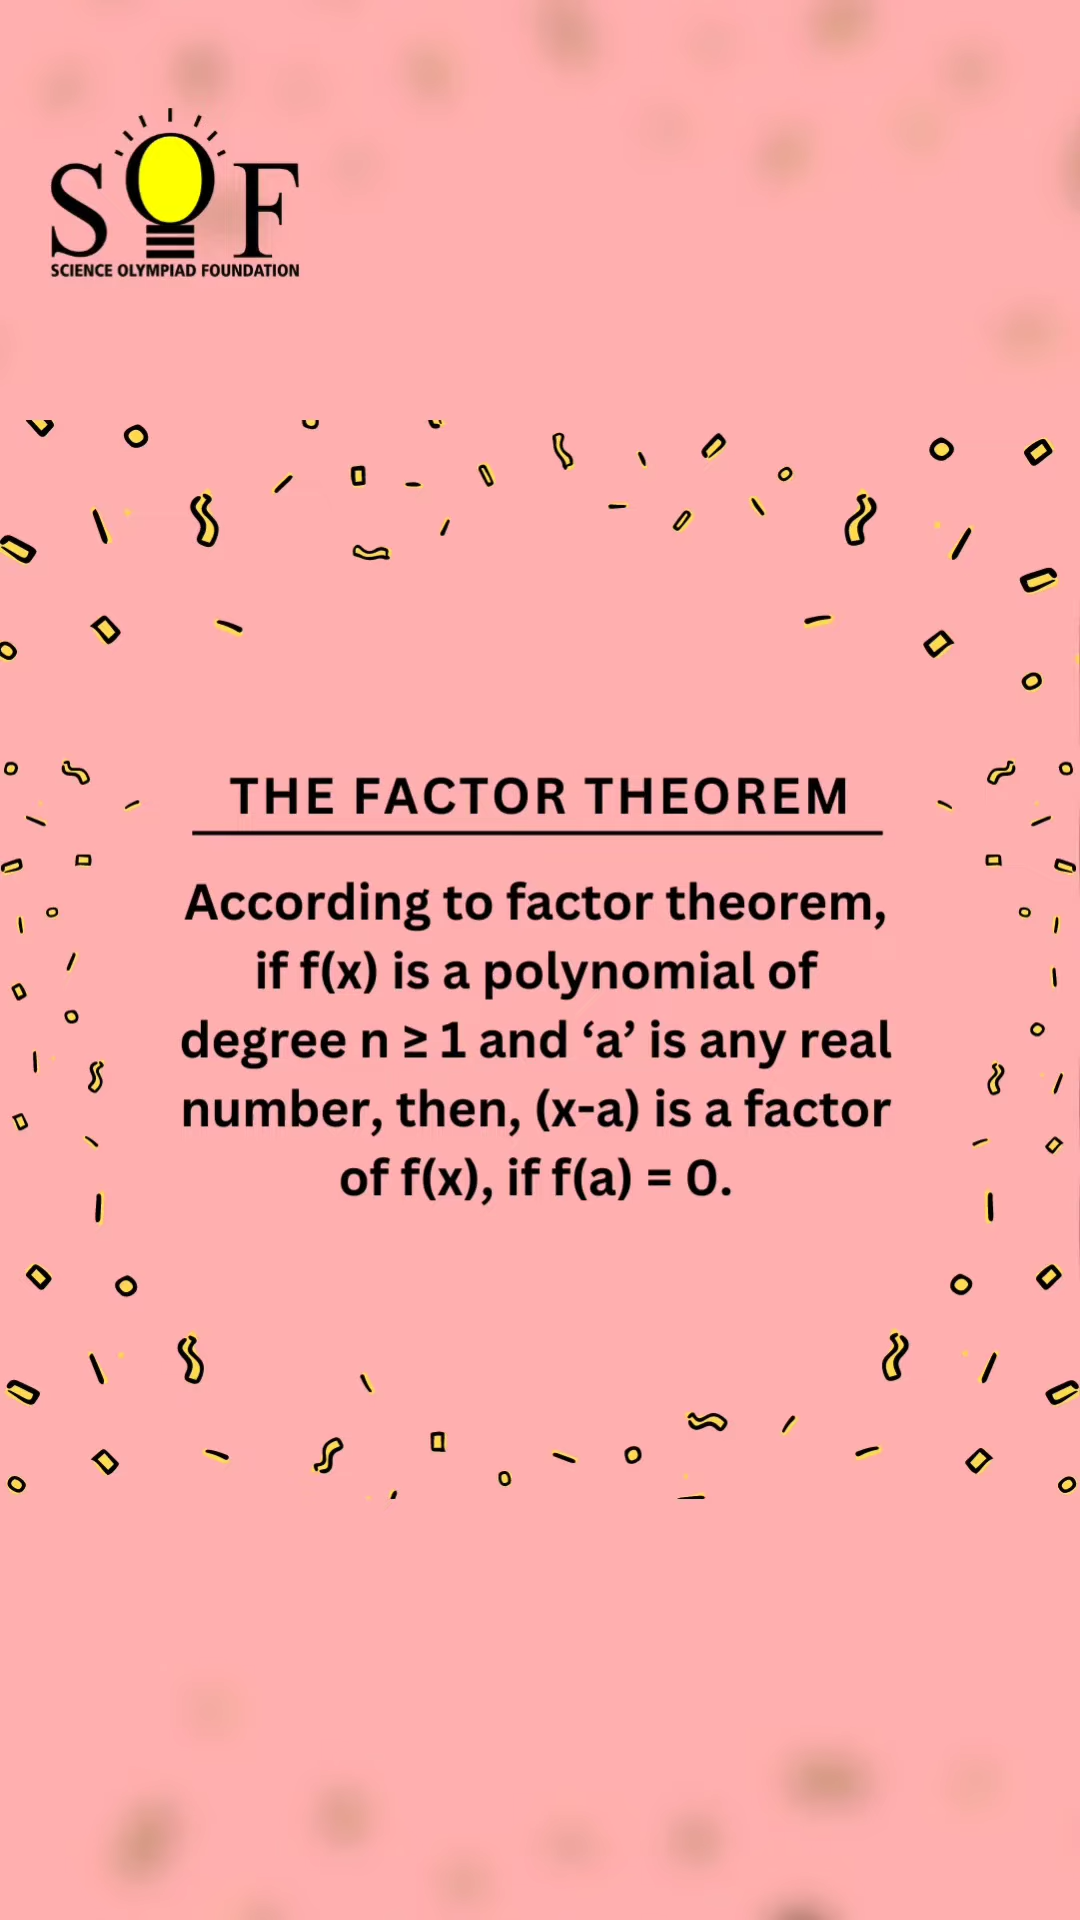 SOF
SCIENCE OLYMPIAD FOUNDATION
THE FACTOR THEOREM
According to factor theorem,
if f(x) is a polynomial of
degree n ≥ 1 and ‘a’ is any real
number, then, (x-a) is a factor
of f(x), if f(a) = 0.